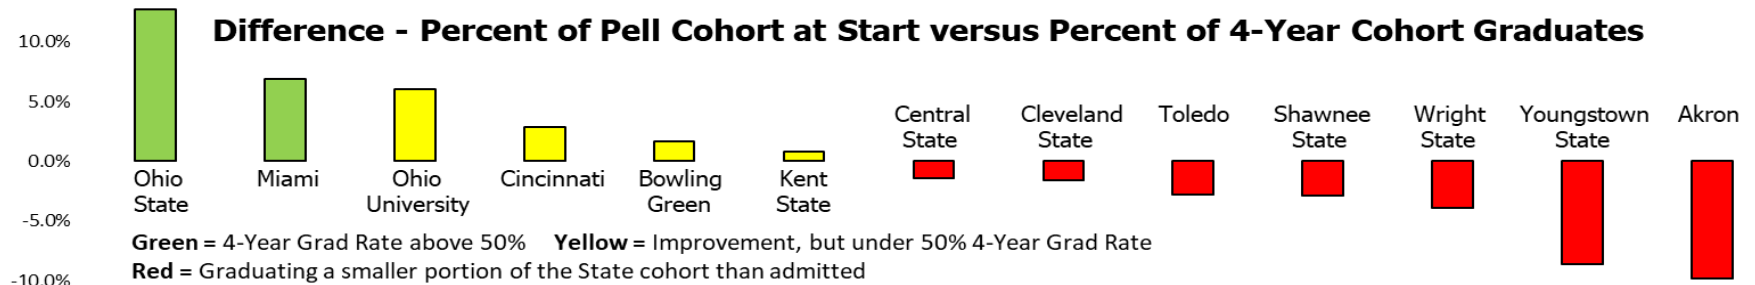 Difference - Percent of Pell Cohort at Start versus Percent of 4-Year Cohort Graduates
10.0%
5.0%
0.0%
-5.0%
-10.0%
Ohio
State
Miami
Ohio
University
Cincinnati
Bowling
Green
Kent
State
Central
State
Cleveland
State
Toledo
Shawnee
State
Wright
State
Youngstown
State
Akron
Green = 4-Year Grad Rate above 50% Yellow = Improvement, but under 50% 4-Year Grad Rate
Red = Graduating a smaller portion of the State cohort than admitted